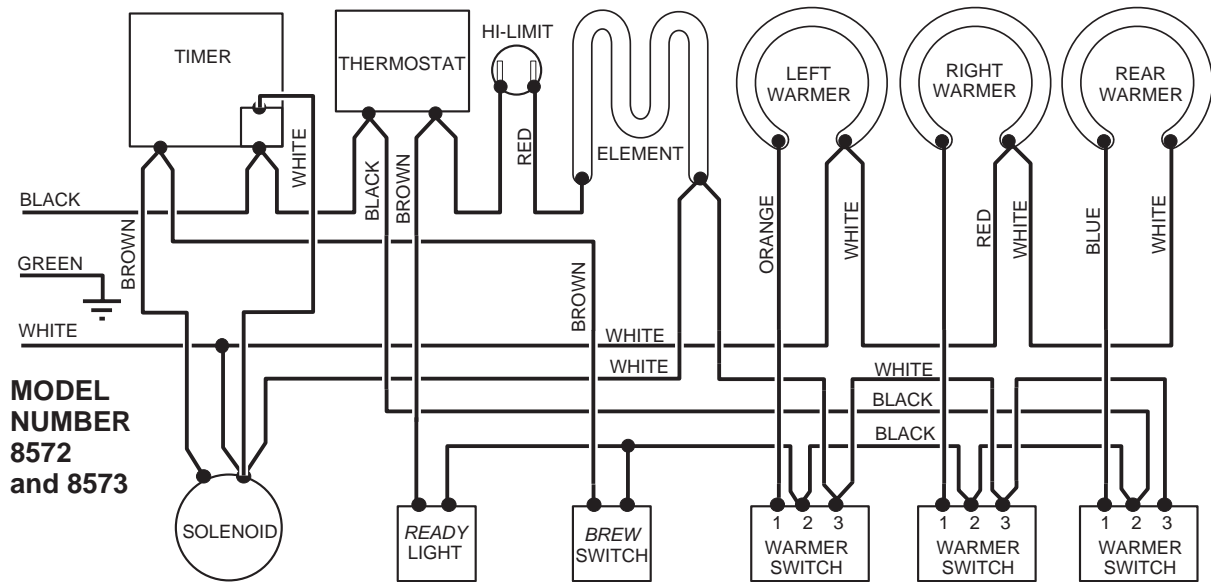 TIMER
THERMOSTAT
HI-LIMIT
ELEMENT
LEFT
WARMER
RIGHT
WARMER
REAR
WARMER
WHITE
BLACK
BROWN
RED
ORANGE
WHITE
RED
WHITE
BLUE
WHITE
BLACK
BROWN
GREEN
BROWN
WHITE
WHITE
WHITE
WHITE
BLACK
BLACK
MODEL
NUMBER
8572
and 8573
SOLENOID
READY
LIGHT
BREW
SWITCH
1 2 3
WARMER
SWITCH
1 2 3
WARMER
SWITCH
1 2 3
WARMER
SWITCH